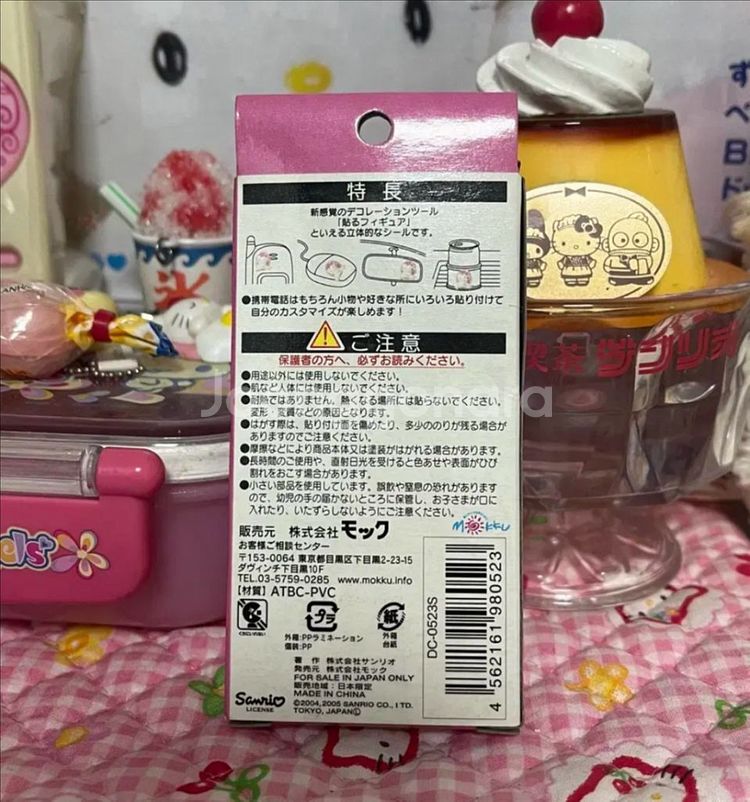 特長
新感覚のデコレーションツール
「貼るフィギュア」
といえる立体的なシールです。
●携帯電話はもちろん小物や好きな所にいろいろ貼り付けて
自分のカスタマイズが楽しめます!
ご注意
保護者の方へ、必ずお読みください。
●用途以外には使用しないでください。
●肌など人体には使用しないでください。
●耐熱ではありません。熱くなる場所には貼らないでください。
変形、変質などの原因となります。
●はがす際は、貼り付け面を傷めたり、多少ののりが残る場合が
ありますのでご注意ください。
●摩擦などにより商品本体又は塗装がはがれる場合があります。
●長時間のご使用や、直射日光を受けると色あせや表面がひび
割れをおこす場合があります。
●小さい部品を使用しています。誤飲や窒息の恐れがあります
ので、幼児の手の届かないところに保管し、お子さまが口に
入れたり、いたずらしないようにご注意ください。
販売元 株式会社モック
MOKKU
お客様ご相談センター
〒153-0064 東京都目黒区下目黒2-23-15
ダヴィンチ下目黒10F
TEL.03-5759-0285 www.mokku.info
【材質】ATBC-PVC
プラ
紙
外箱:PPラミネーション
個装:PP
外箱
台紙
著作 株式会社サンリオ
発売元 株式会社モック
FOR SALE IN JAPAN ONLY
販売地域:日本限定
MADE IN CHINA
©2004,2005 SANRIO CO., LTD.
TOKYO, JAPAN Ⓛ
Sanrio
LICENSE
DC-0523S
4 562161 980523
喫茶サンリオ
氷
ず
べ
日
ド
els